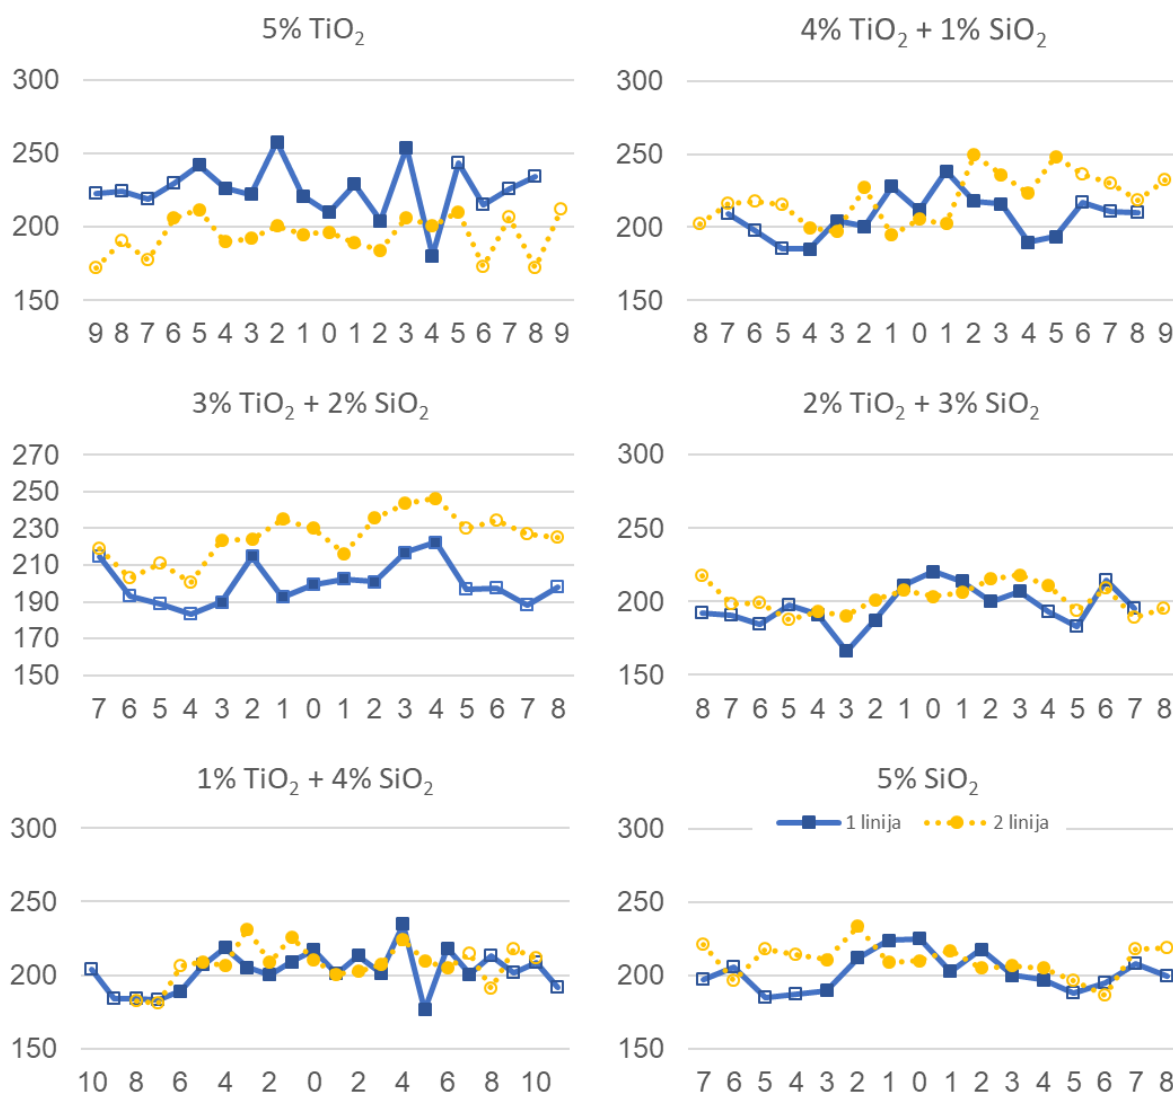 5% TiO₂
300
250
200
150
9 8 7 6 5 4 3 2 1 0 1 2 3 4 5 6 7 8 9
4% TiO₂ + 1% SiO₂
300
250
200
150
8 7 6 5 4 3 2 1 0 1 2 3 4 5 6 7 8 9
3% TiO₂ + 2% SiO₂
270
250
230
210
190
170
150
7 6 5 4 3 2 1 0 1 2 3 4 5 6 7 8
2% TiO₂ + 3% SiO₂
300
250
200
150
8 7 6 5 4 3 2 1 0 1 2 3 4 5 6 7 8
1% TiO₂ + 4% SiO₂
300
250
200
150
10 8 6 4 2 0 2 4 6 8 10
5% SiO₂
1 linija 2 linija
300
250
200
150
7 6 5 4 3 2 1 0 1 2 3 4 5 6 7 8